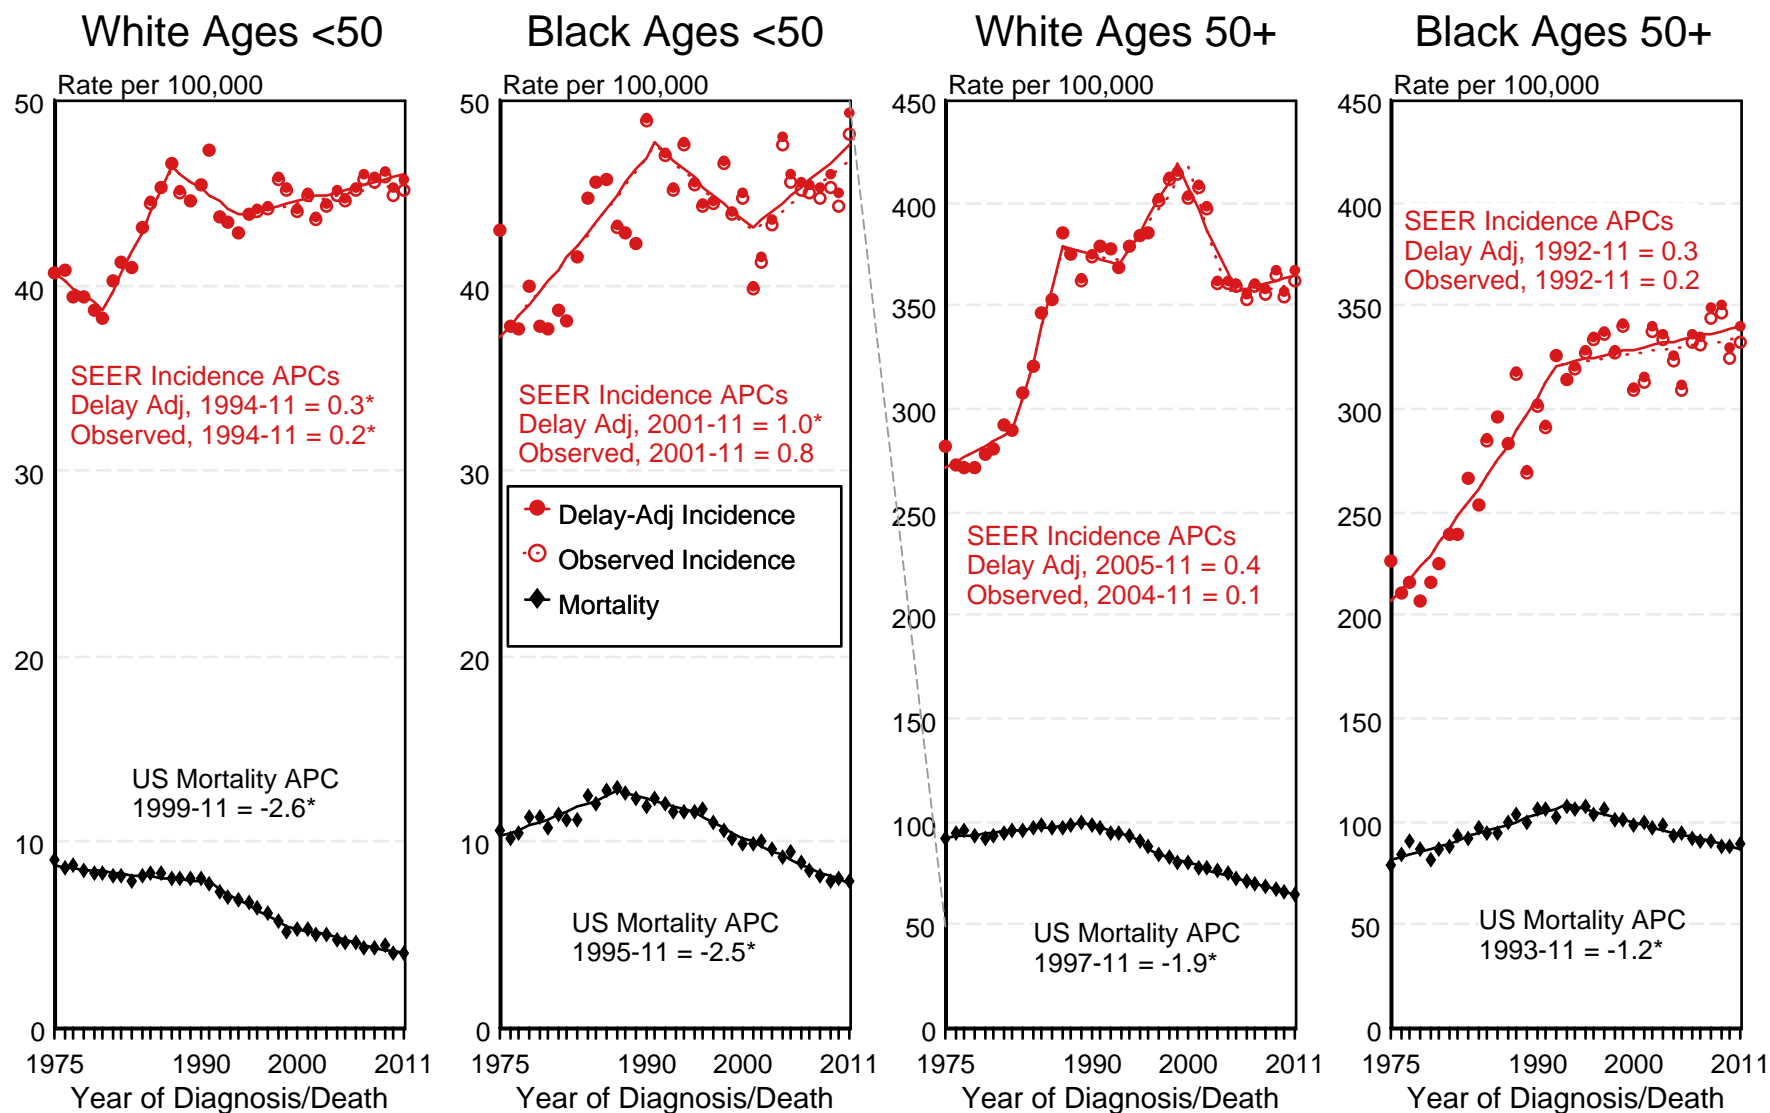 White Ages <50
Rate per 100,000
50
40
30
20
10
0
SEER Incidence APCs
Delay Adj, 1994-11 = 0.3*
Observed, 1994-11 = 0.2*
US Mortality APC
1999-11 = -2.6*
1975 1990 2000 2011
Year of Diagnosis/Death
Black Ages <50
Rate per 100,000
50
40
30
20
10
0
SEER Incidence APCs
Delay Adj, 2001-11 = 1.0*
Observed, 2001-11 = 0.8
Delay-Adj Incidence
Observed Incidence
Mortality
US Mortality APC
1995-11 = -2.5*
1975 1990 2000 2011
Year of Diagnosis/Death
White Ages 50+
Rate per 100,000
450
400
350
300
250
200
150
100
50
0
SEER Incidence APCs
Delay Adj, 2005-11 = 0.4
Observed, 2004-11 = 0.1
US Mortality APC
1997-11 = -1.9*
1975 1990 2000 2011
Year of Diagnosis/Death
Black Ages 50+
Rate per 100,000
450
400
350
300
250
200
150
100
50
0
SEER Incidence APCs
Delay Adj, 1992-11 = 0.3
Observed, 1992-11 = 0.2
US Mortality APC
1993-11 = -1.2*
1975 1990 2000 2011
Year of Diagnosis/Death